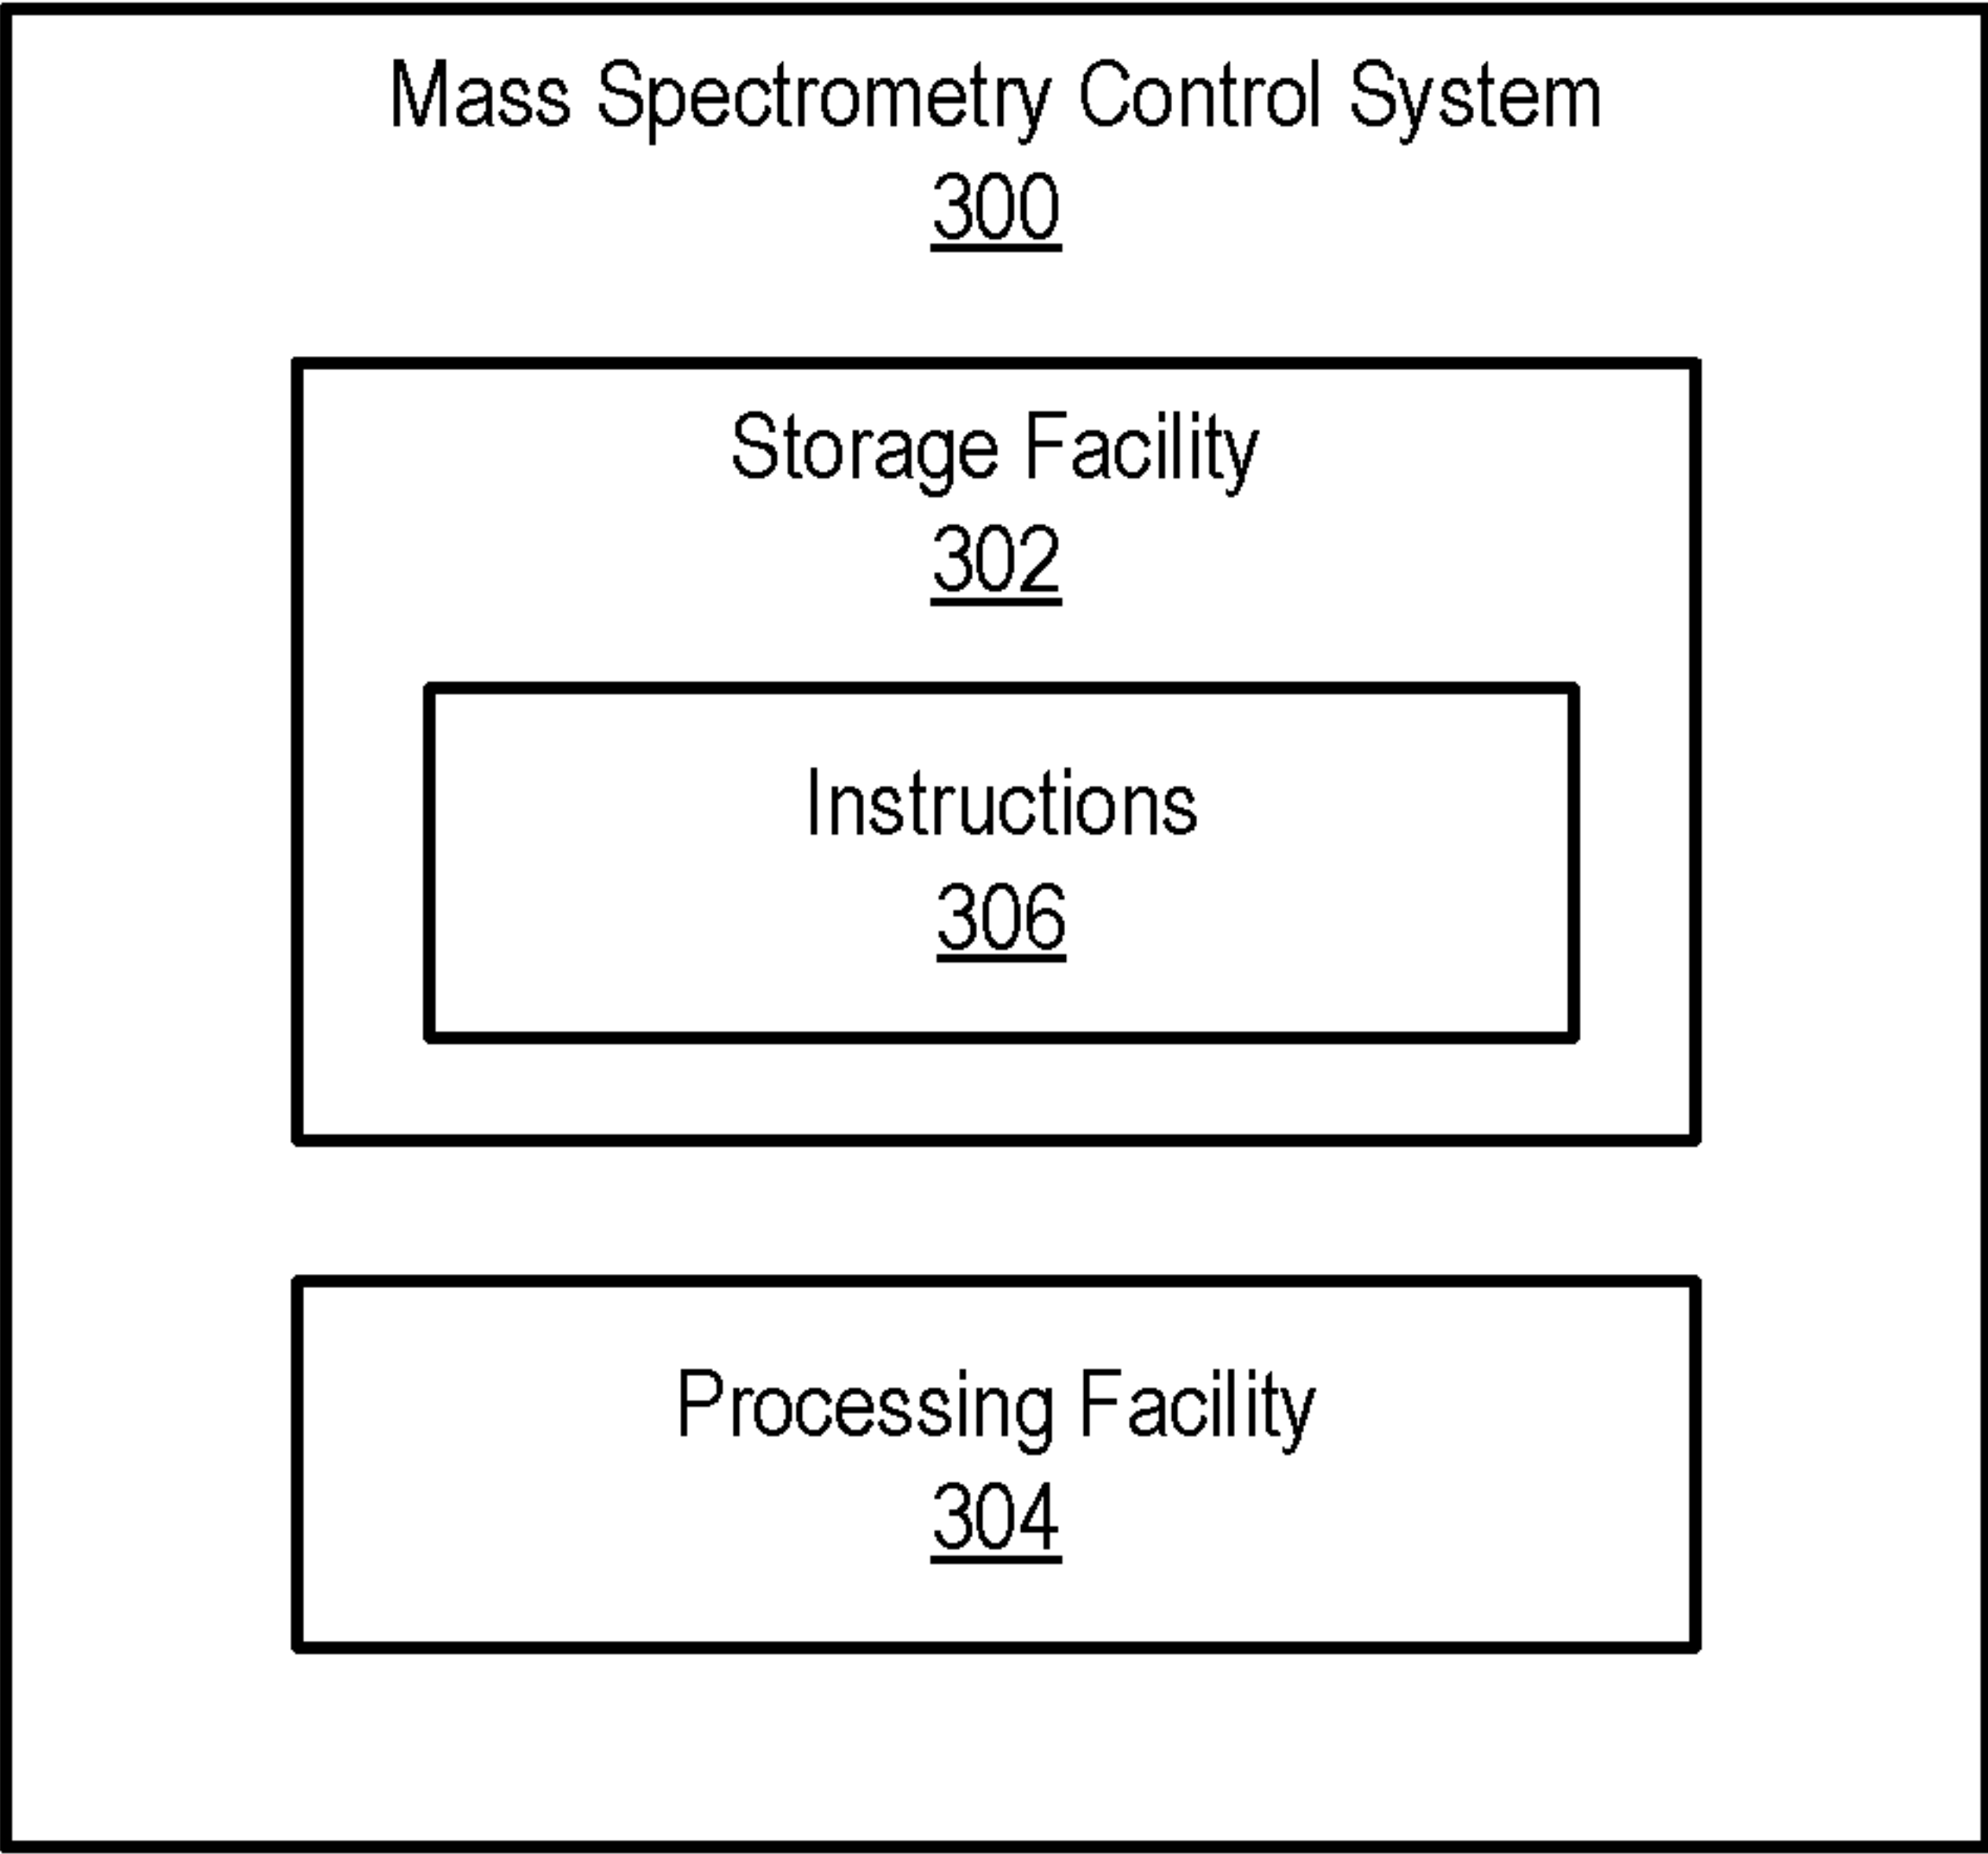 Mass Spectrometry Control System
300
Storage Facility
302
Instructions
306
Processing Facility
304